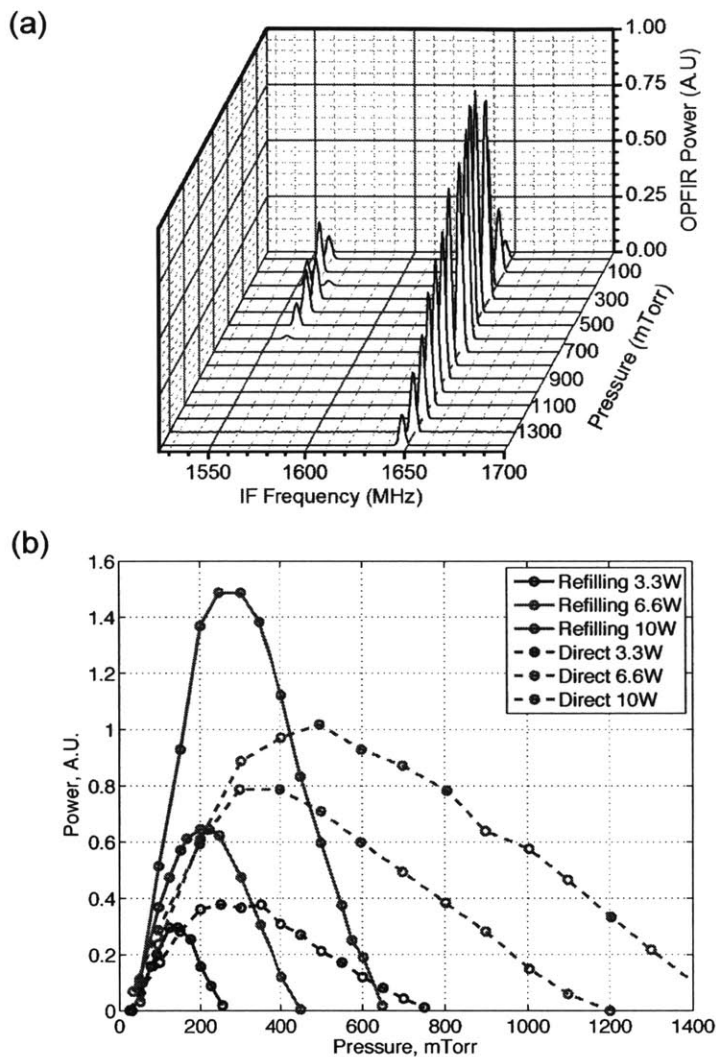 (a)
1.00
0.75
0.50
0.25
0.00
OPFIR Power (A.U)
100
300
500
700
900
1100
1300
Pressure (mTorr)
1550
1600
1650
1700
IF Frequency (MHz)
(b)
1.6
1.4
1.2
1
0.8
0.6
0.4
0.2
0
Power, A.U.
Refilling 3.3W
Refilling 6.6W
Refilling 10W
Direct 3.3W
Direct 6.6W
Direct 10W
0
200
400
600
800
1000
1200
1400
Pressure, mTorr